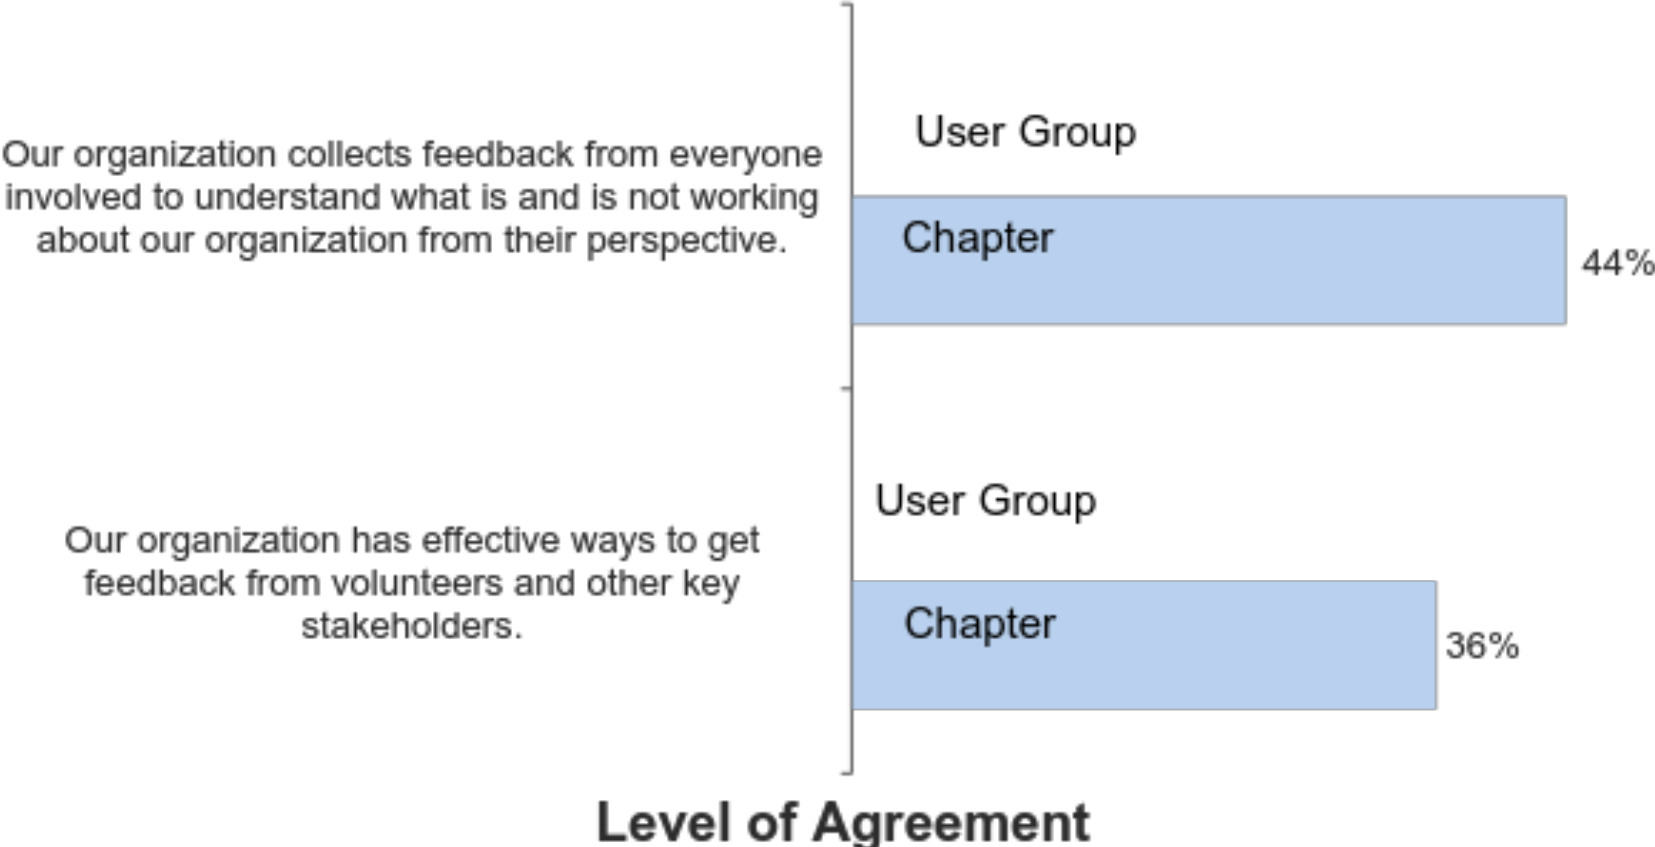 Our organization collects feedback from everyone
involved to understand what is and is not working
about our organization from their perspective.
User Group
Chapter
44%
Our organization has effective ways to get
feedback from volunteers and other key
stakeholders.
User Group
Chapter
36%
Level of Agreement